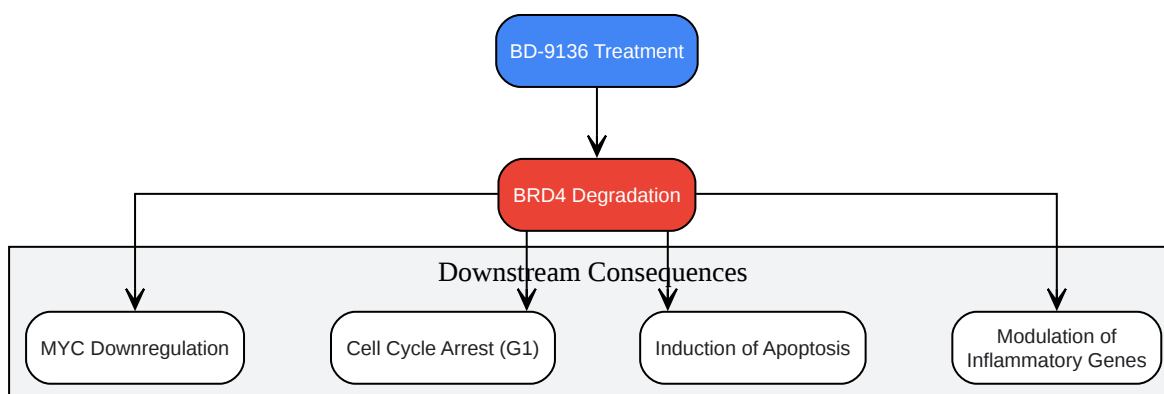 BD-9136 Treatment
BRD4 Degradation
Downstream Consequences
MYC Downregulation
Cell Cycle Arrest (G1)
Induction of Apoptosis
Modulation of
Inflammatory Genes